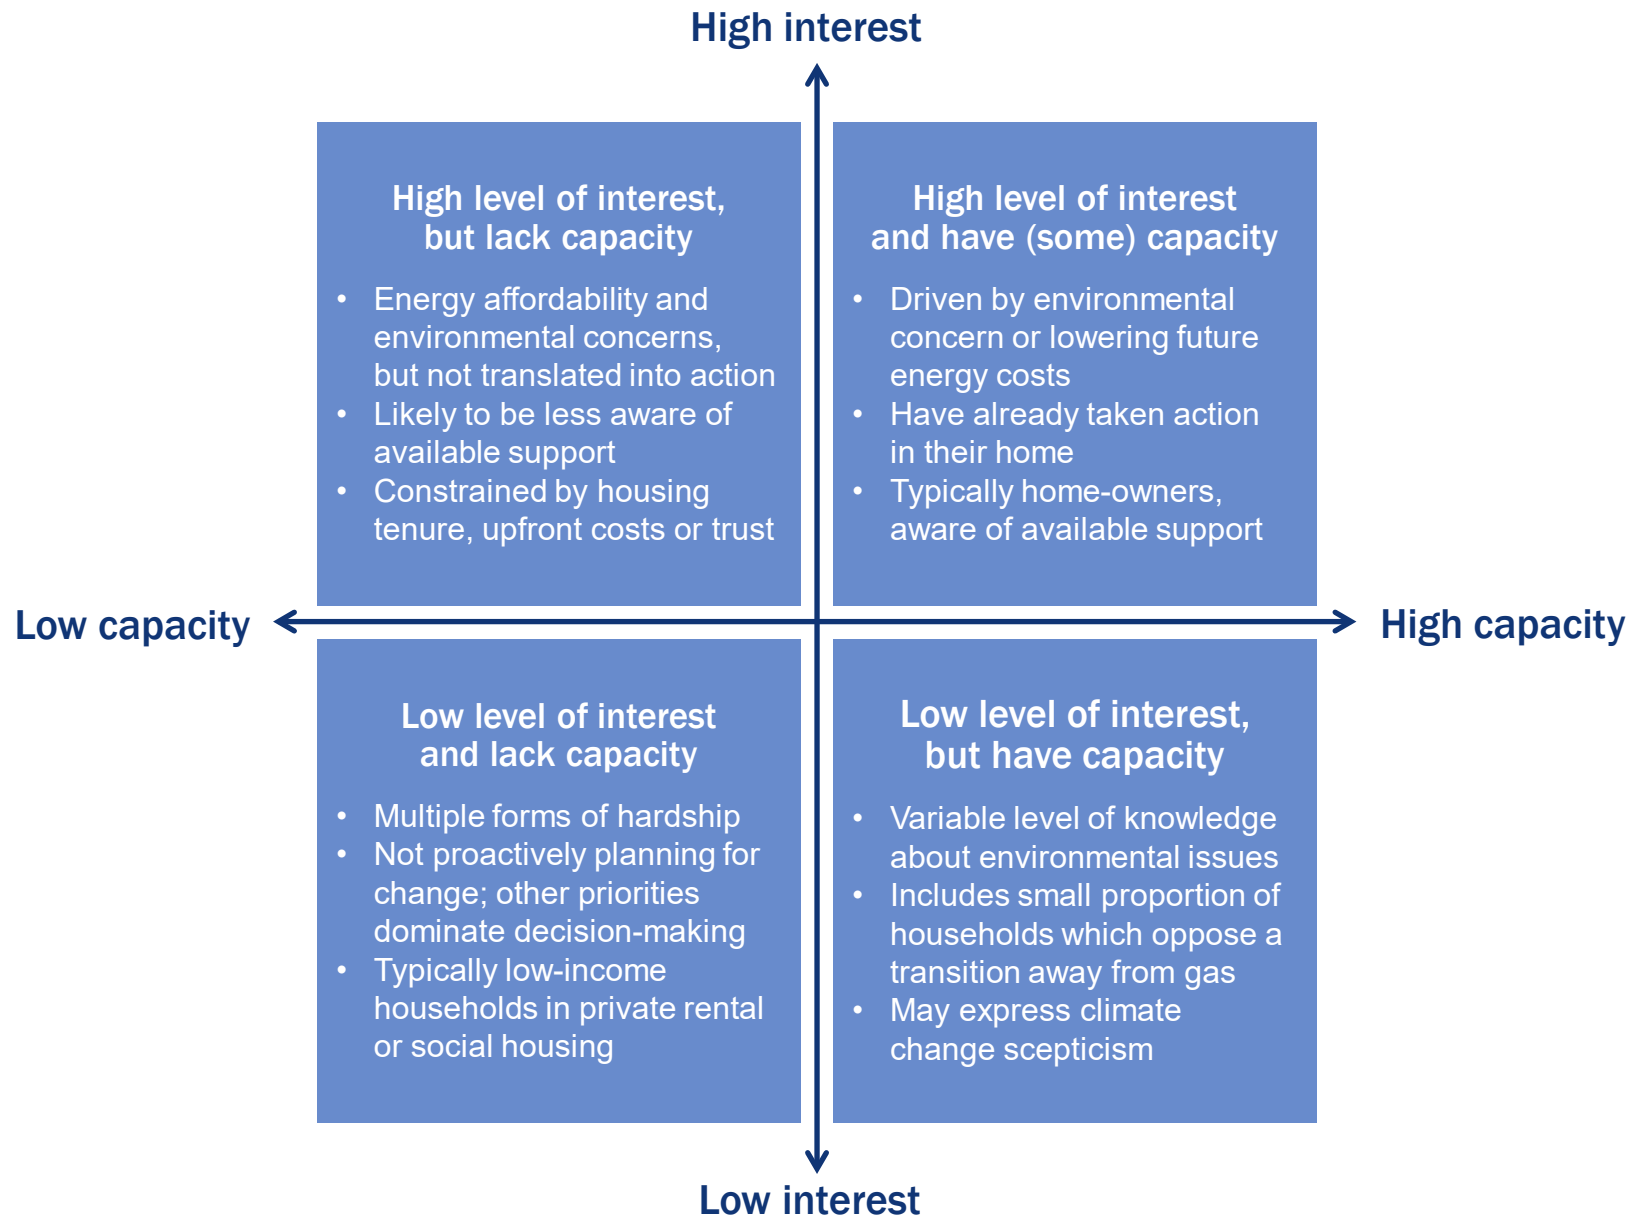 High interest
High level of interest,
but lack capacity
• Energy affordability and
environmental concerns,
but not translated into action
• Likely to be less aware of
available support
• Constrained by housing
tenure, upfront costs or trust
High level of interest
and have (some) capacity
• Driven by environmental
concern or lowering future
energy costs
• Have already taken action
in their home
• Typically home-owners,
aware of available support
Low capacity
High capacity
Low level of interest
and lack capacity
• Multiple forms of hardship
• Not proactively planning for
change; other priorities
dominate decision-making
• Typically low-income
households in private rental
or social housing
Low level of interest,
but have capacity
• Variable level of knowledge
about environmental issues
• Includes small proportion of
households which oppose a
transition away from gas
• May express climate
change scepticism
Low interest